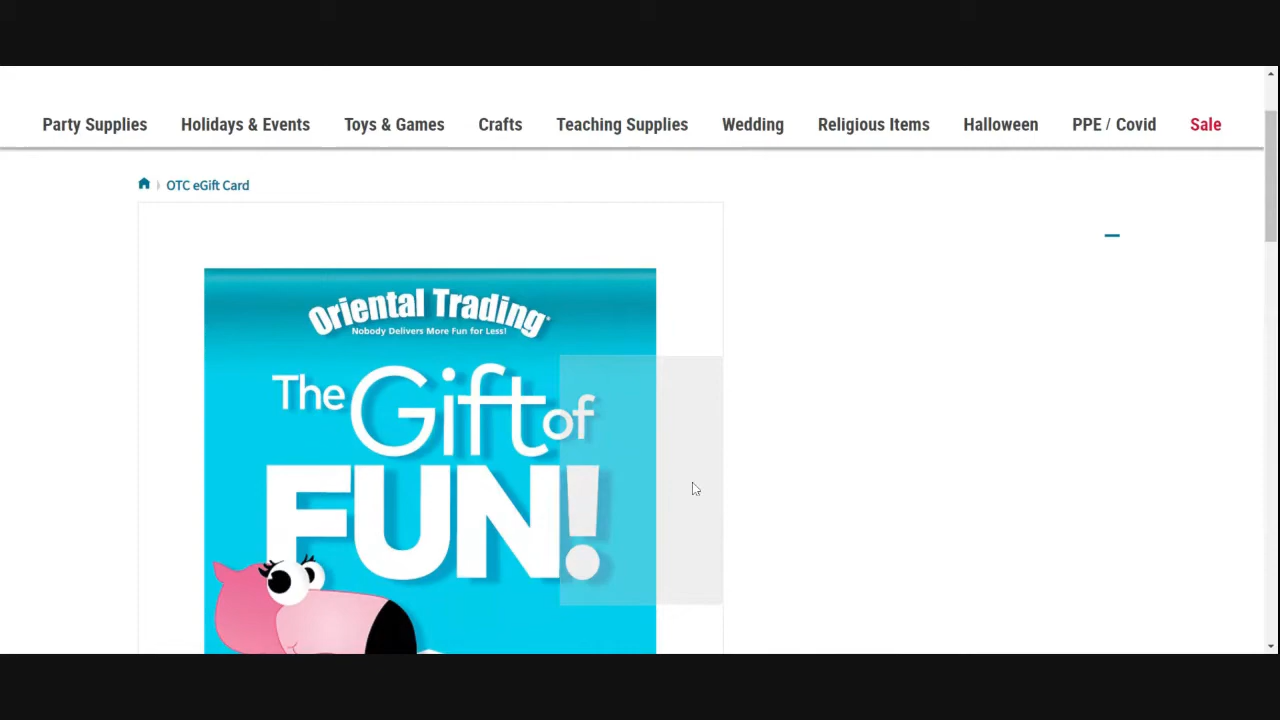 Party Supplies Holidays & Events Toys & Games Crafts Teaching Supplies Wedding Religious Items Halloween PPE / Covid Sale
OTC eGift Card
Oriental Trading®
Nobody Delivers More Fun for Less!
The Gift of
FUN!